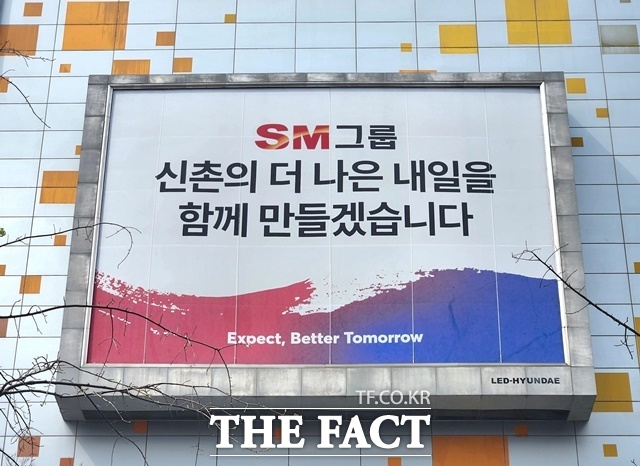 SM그룹
신촌의 더 나은 내일을
함께 만들겠습니다
Expect, Better Tomorrow
LED-HYUNDAE
TF.CO.KR
THE FACT